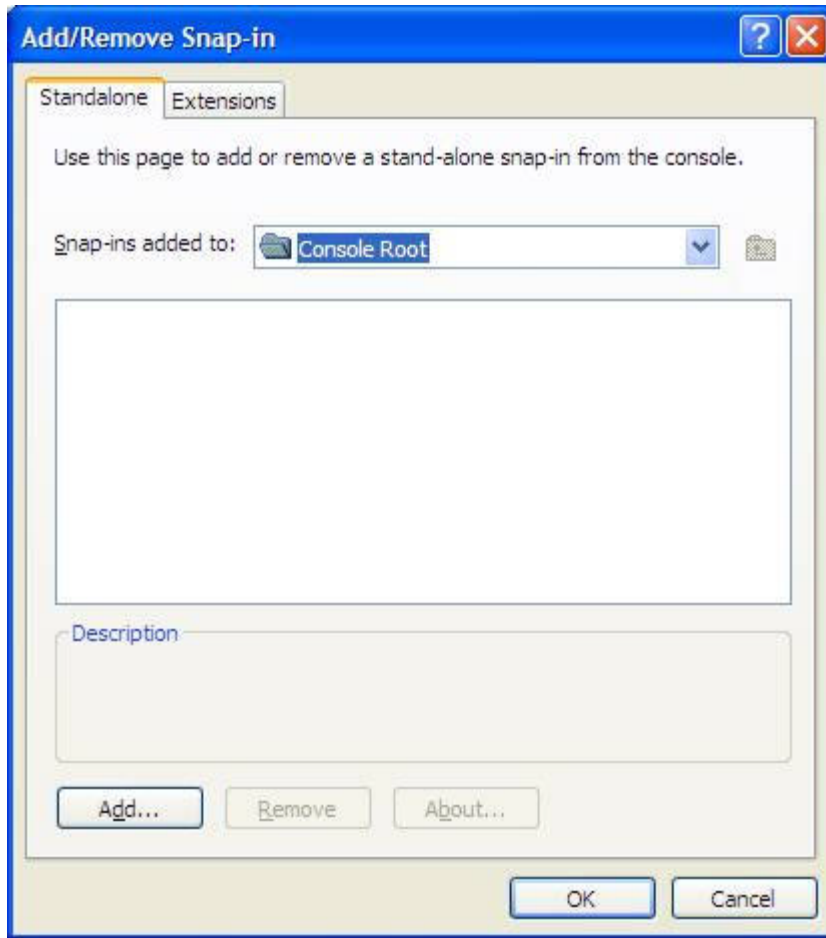 Add/Remove Snap-in
Standalone
Extensions
Use this page to add or remove a stand-alone snap-in from the console.
Snap-ins added to:
Console Root
Description
Add...
Remove
About...
OK
Cancel